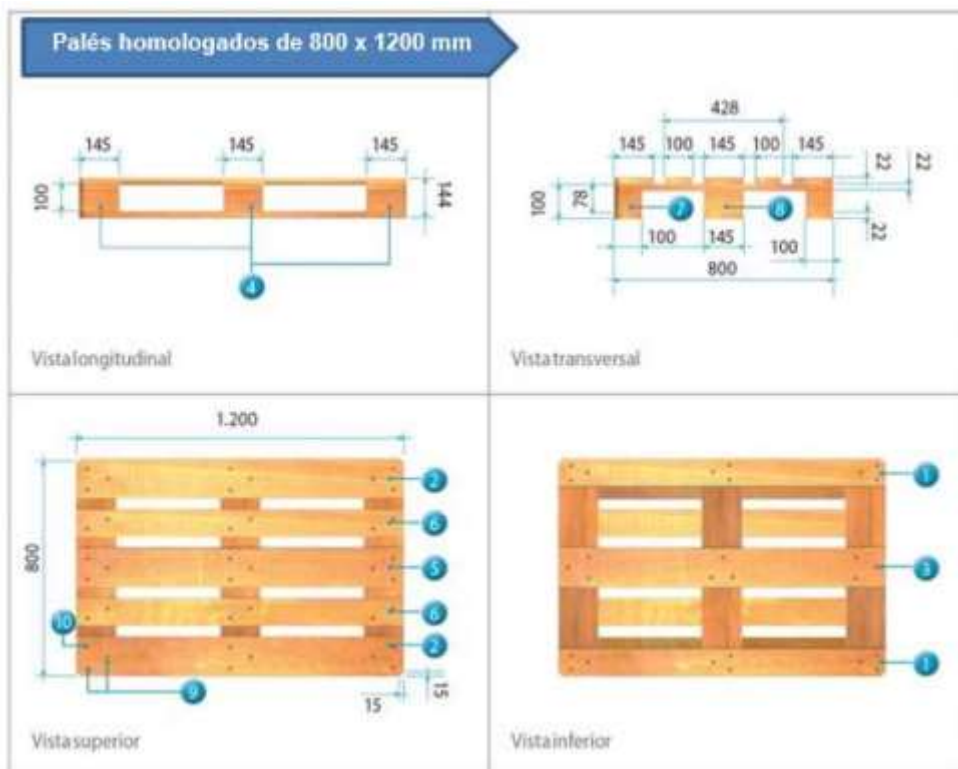 Palés homologados de 800 x 1200 mm
145 145 145
100
144
4
Vista longitudinal
428
145 100 145 100 145
22 22
100 78
7 8
22
100 145 100
800
Vista transversal
1.200
800
2
6
5
6
2
10
9
15
15
Vista superior
1
3
1
Vista inferior